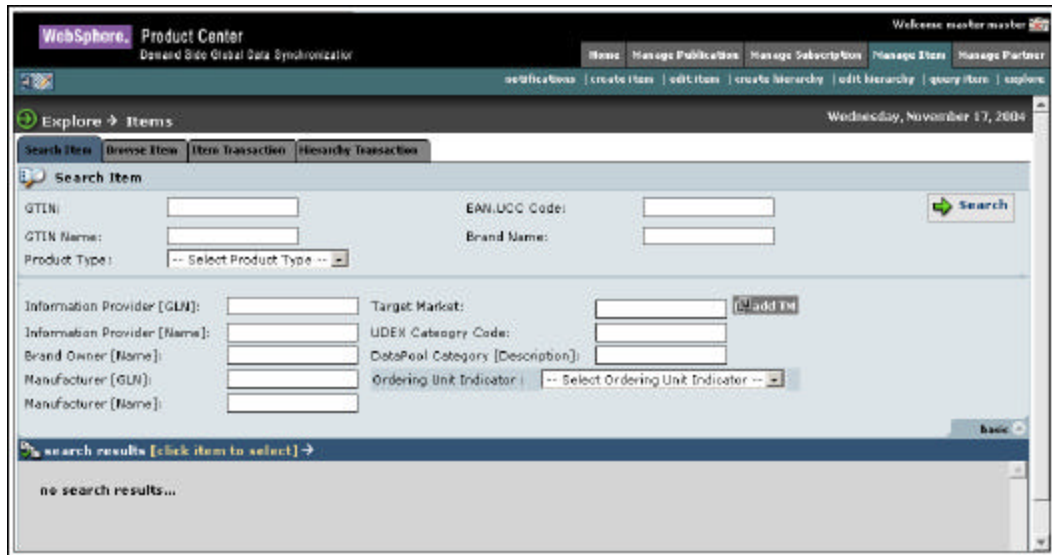 WebSphere. Product Center
Demand Side Global Data Synchronization
Welcome master master
Home Manage Publication Manage Subscription Manage Item Manage Partner
notifications | create item | edit item | create hierarchy | edit hierarchy | query item | explore
Explore → Items
Wednesday, November 17, 2004
Search Item Browse Item Item Transaction Hierarchy Transaction
Search Item
GTIN: EAN.UCC Code: Search
GTIN Name: Brand Name:
Product Type: -- Select Product Type --
Information Provider [GLN]: Target Market: add TM
Information Provider [Name]: UDEX Category Code:
Brand Owner [Name]: DataPool Category [Description]:
Manufacturer [GLN]: Ordering Unit Indicator : -- Select Ordering Unit Indicator --
Manufacturer [Name]:
basic
search results [click item to select] →
no search results...